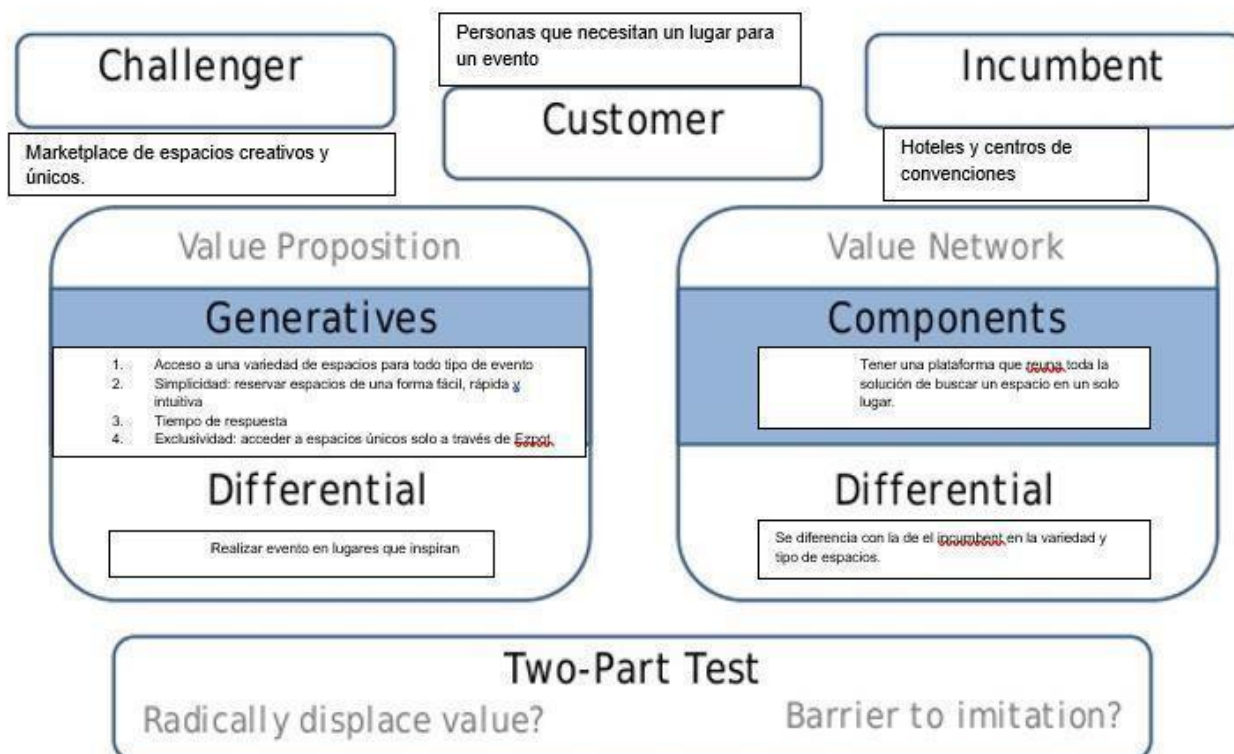 Personas que necesitan un lugar para
un evento
Challenger
Customer
Incumbent
Marketplace de espacios creativos y
únicos.
Hoteles y centros de
convenciones
Value Proposition
Generatives
1. Acceso a una variedad de espacios para todo tipo de evento
2. Simplicidad: reservar espacios de una forma fácil, rápida y
intuitiva
3. Tiempo de respuesta
4. Exclusividad: acceder a espacios únicos solo a través de Ezpot
Differential
Realizar evento en lugares que inspiran
Value Network
Components
Tener una plataforma que reuna toda la
solución de buscar un espacio en un solo
lugar.
Differential
Se diferencia con la de el incumbent en la variedad y
tipo de espacios.
Two-Part Test
Radically displace value?
Barrier to imitation?